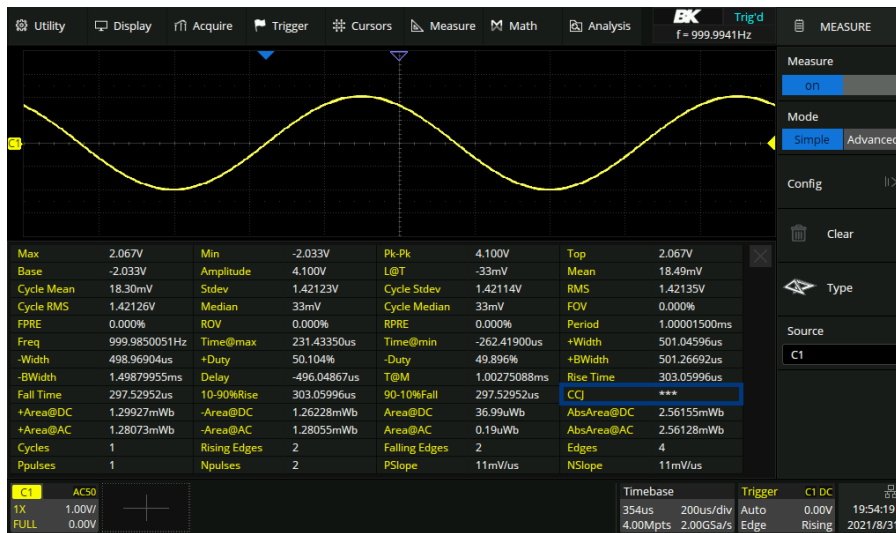 Utility Display Acquire Trigger Cursors Measure Math Analysis BK Trig'd MEASURE
f = 999.9941Hz
Measure
on
Mode
Simple Advanced
C1
Config
Clear
Max 2.067V Min -2.033V Pk-Pk 4.100V Top 2.067V
Base -2.033V Amplitude 4.100V L@T -33mV Mean 18.49mV
Cycle Mean 18.30mV Stdev 1.42123V Cycle Stdev 1.42114V RMS 1.42135V
Type
Cycle RMS 1.42126V Median 33mV Cycle Median 33mV FOV 0.000%
FPRE 0.000% ROV 0.000% RPRE 0.000% Period 1.00001500ms
Source
Freq 999.9850051Hz Time@max 231.43350us Time@min -262.41900us +Width 501.04596us
C1
-Width 498.96904us +Duty 50.104% -Duty 49.896% +BWidth 501.26692us
-BWidth 1.49879955ms Delay -496.04867us T@M 1.00275088ms Rise Time 303.05996us
Fall Time 297.52952us 10-90%Rise 303.05996us 90-10%Fall 297.52952us CCJ ***
+Area@DC 1.29927mWb -Area@DC 1.26228mWb Area@DC 36.99uWb AbsArea@DC 2.56155mWb
+Area@AC 1.28073mWb -Area@AC 1.28055mWb Area@AC 0.19uWb AbsArea@AC 2.56128mWb
Cycles 1 Rising Edges 2 Falling Edges 2 Edges 4
Ppulses 1 Npulses 2 PSlope 11mV/us NSlope 11mV/us
C1 AC50 Timebase Trigger C1 DC
1X 1.00V/ 354us 200us/div Auto 0.00V 19:54:19
FULL 0.00V 4.00Mpts 2.00GSa/s Edge Rising 2021/8/31